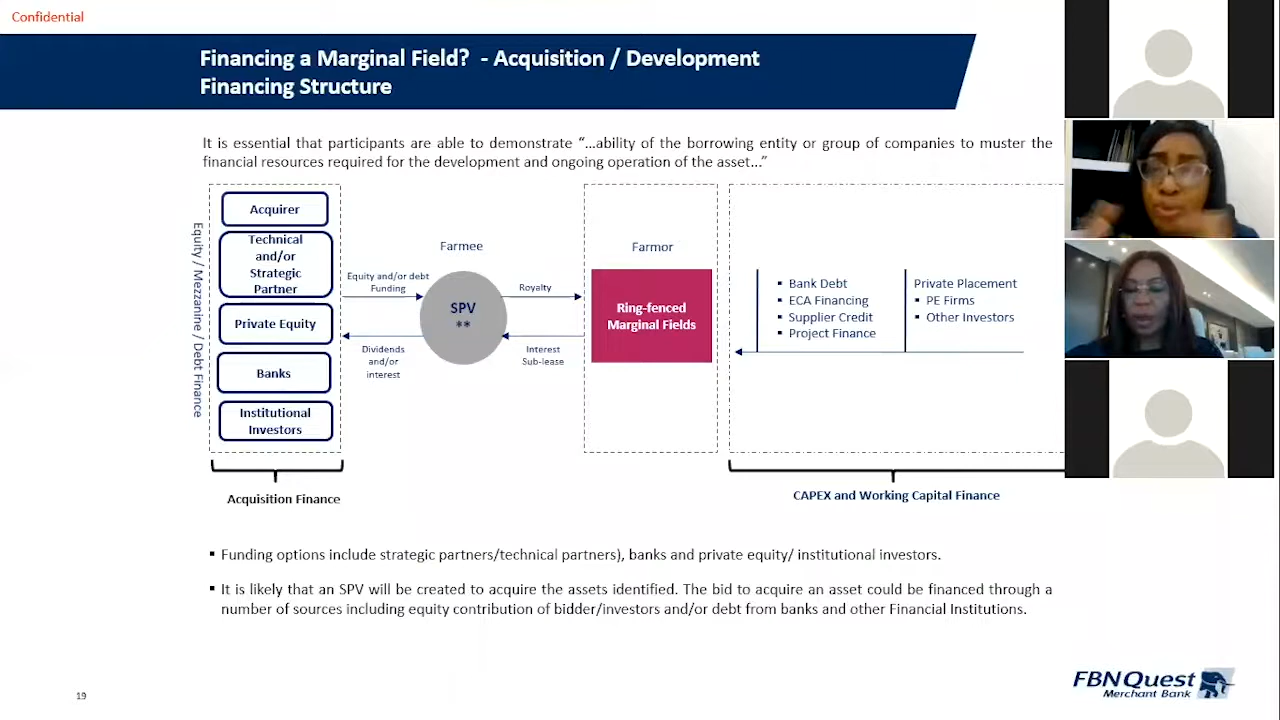 Confidential
Financing a Marginal Field? - Acquisition / Development
Financing Structure
It is essential that participants are able to demonstrate “...ability of the borrowing entity or group of companies to muster the
financial resources required for the development and ongoing operation of the asset...”
Equity / Mezzanine / Debt Finance
Acquirer
Technical
and/or
Strategic
Partner
Private Equity
Banks
Institutional
Investors
Acquisition Finance
Equity and/or debt
Funding
Dividends
and/or
interest
Farmee
SPV
**
Royalty
Interest
Sub-lease
Farmor
Ring-fenced
Marginal Fields
▪ Bank Debt
▪ ECA Financing
▪ Supplier Credit
▪ Project Finance
Private Placement
▪ PE Firms
▪ Other Investors
CAPEX and Working Capital Finance
▪ Funding options include strategic partners/technical partners), banks and private equity/ institutional investors.
▪ It is likely that an SPV will be created to acquire the assets identified. The bid to acquire an asset could be financed through a
number of sources including equity contribution of bidder/investors and/or debt from banks and other Financial Institutions.
19
FBNQuest
Merchant Bank